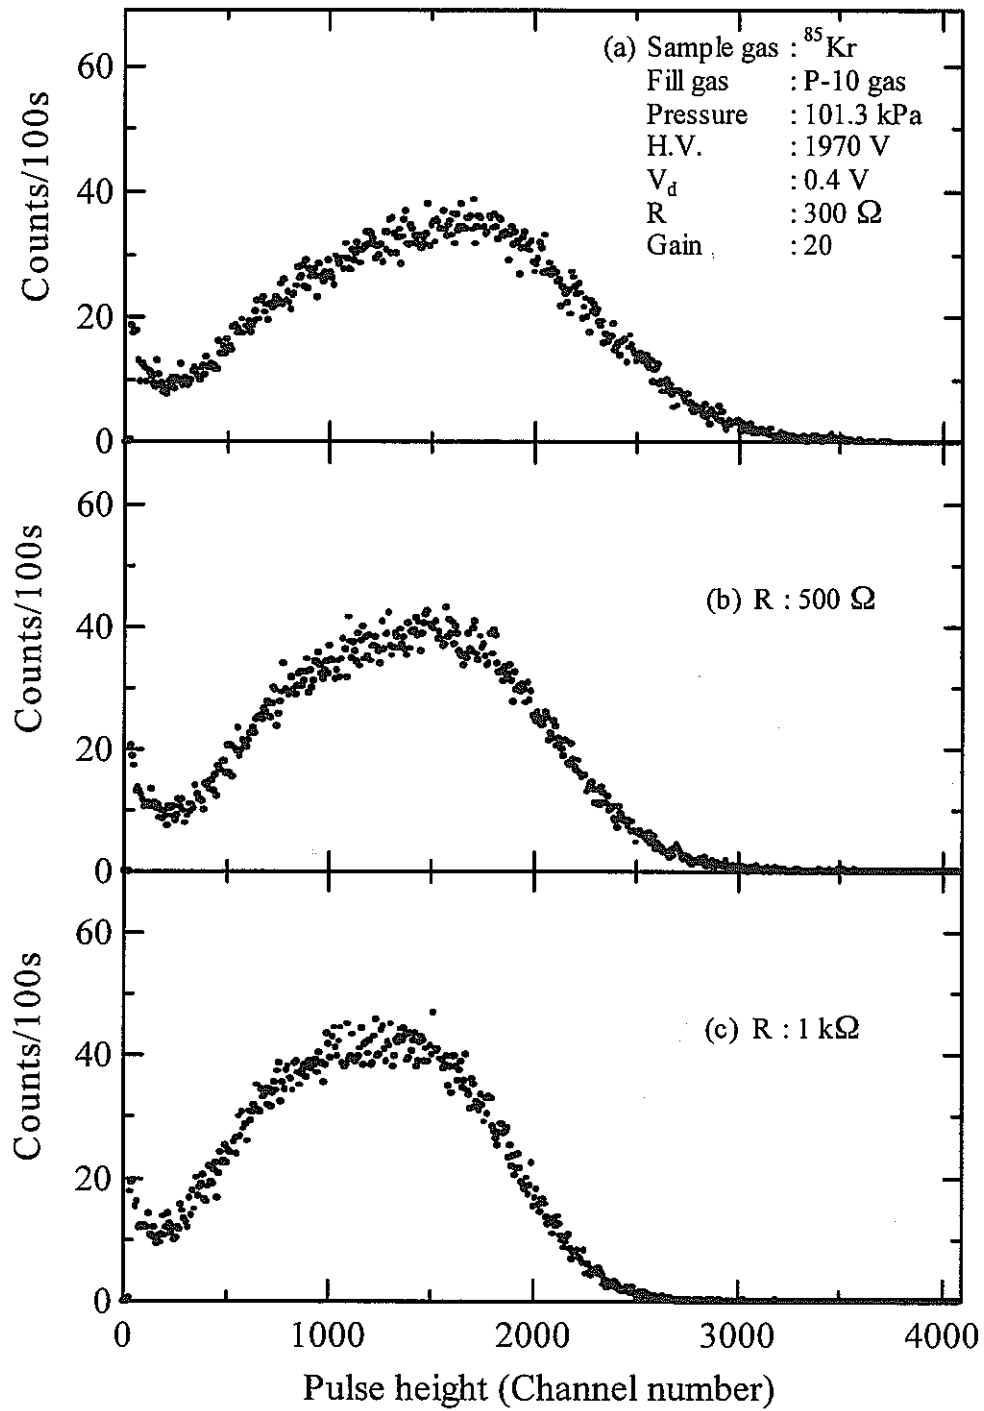 (a) Sample gas : ⁸⁵Kr
Fill gas : P-10 gas
Pressure : 101.3 kPa
H.V. : 1970 V
V_d : 0.4 V
R : 300 Ω
Gain : 20
Counts/100s
60
40
20
0
(b) R : 500 Ω
Counts/100s
60
40
20
0
(c) R : 1 kΩ
Counts/100s
60
40
20
0
0 1000 2000 3000 4000
Pulse height (Channel number)